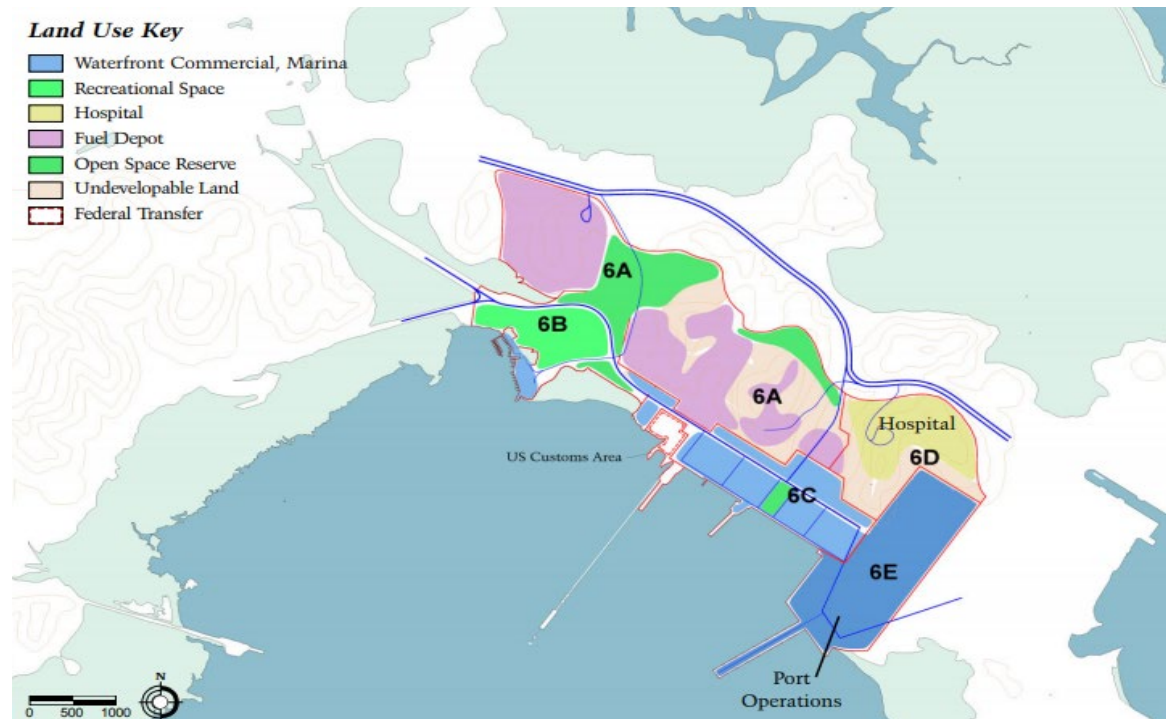 Land Use Key
Waterfront Commercial, Marina
Recreational Space
Hospital
Fuel Depot
Open Space Reserve
Undevelopable Land
Federal Transfer
6A
6B
6A
Hospital
6D
US Customs Area
6C
6E
Port
Operations
N
0 500 1000